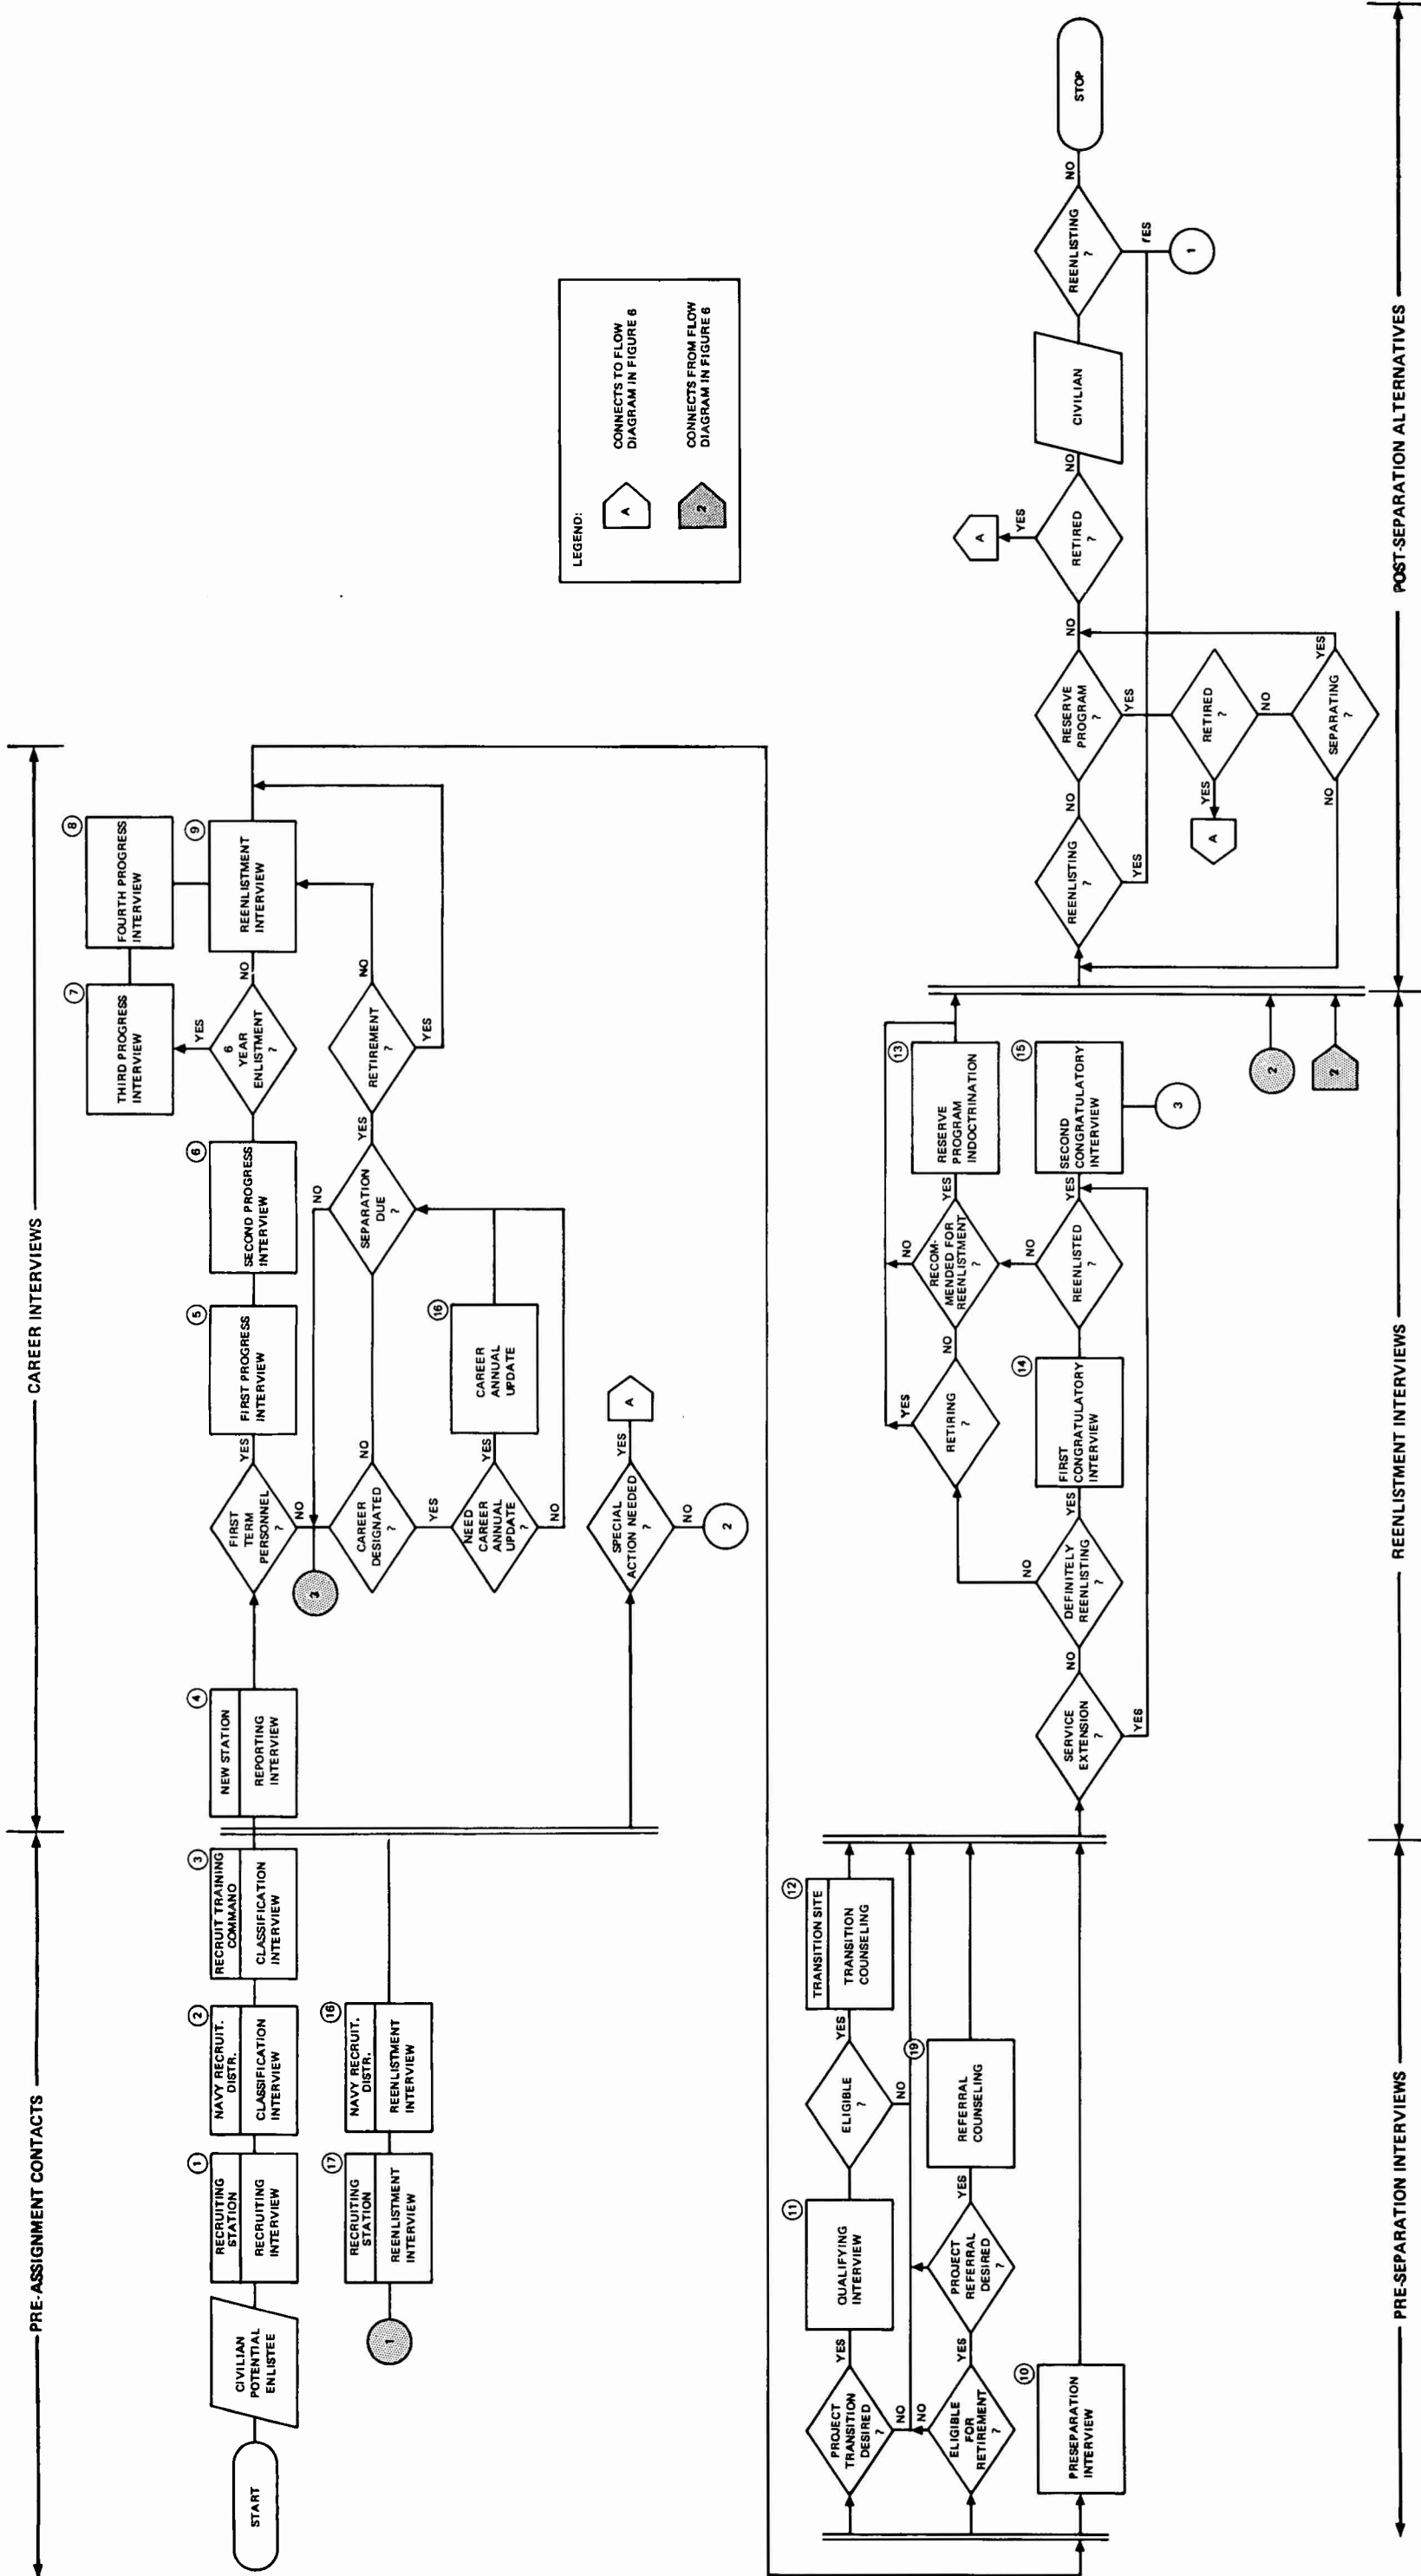 PRE-ASSIGNMENT CONTACTS
CAREER INTERVIEWS
START
CIVILIAN
POTENTIAL
ENLISTEE
1
RECRUITING
STATION
RECRUITING
INTERVIEW
2
NAVY RECRUIT.
DISTR.
CLASSIFICATION
INTERVIEW
3
RECRUIT TRAINING
COMMAND
CLASSIFICATION
INTERVIEW
4
NEW STATION
REPORTING
INTERVIEW
FIRST
TERM
PERSONNEL
?
YES
NO
5
FIRST PROGRESS
INTERVIEW
6
SECOND PROGRESS
INTERVIEW
6
YEAR
ENLISTMENT
?
YES
NO
7
THIRD PROGRESS
INTERVIEW
8
FOURTH PROGRESS
INTERVIEW
9
REENLISTMENT
INTERVIEW
1
17
RECRUITING
STATION
REENLISTMENT
INTERVIEW
16
NAVY RECRUIT.
DISTR.
REENLISTMENT
INTERVIEW
3
CAREER
DESIGNATED
?
NO
YES
SEPARATION
DUE
?
NO
YES
RETIREMENT
?
NO
YES
NEED
CAREER
ANNUAL
UPDATE
?
YES
NO
16
CAREER
ANNUAL
UPDATE
SPECIAL
ACTION NEEDED
?
YES
A
NO
2
LEGEND:
A
CONNECTS TO FLOW
DIAGRAM IN FIGURE 6
2
CONNECTS FROM FLOW
DIAGRAM IN FIGURE 6
PROJECT
TRANSITION
DESIRED
?
YES
NO
11
QUALIFYING
INTERVIEW
ELIGIBLE
?
YES
NO
12
TRANSITION SITE
TRANSITION
COUNSELING
ELIGIBLE
FOR
RETIREMENT
?
NO
YES
PROJECT
REFERRAL
DESIRED
?
YES
19
REFERRAL
COUNSELING
10
PRESEPARATION
INTERVIEW
SERVICE
EXTENSION
?
NO
YES
DEFINITELY
REENLISTING
?
NO
YES
14
FIRST
CONGRATULATORY
INTERVIEW
RETIRING
?
YES
NO
RECOM-
MENDED FOR
REENLISTMENT
?
NO
YES
13
RESERVE
PROGRAM
INDOCTRINATION
REENLISTED
?
NO
YES
15
SECOND
CONGRATULATORY
INTERVIEW
3
2
2
REENLISTING
?
NO
YES
RESERVE
PROGRAM
?
NO
YES
RETIRED
?
YES
A
NO
SEPARATING
?
YES
NO
RETIRED
?
YES
A
NO
CIVILIAN
REENLISTING
?
NO
YES
1
STOP
PRE-SEPARATION INTERVIEWS
REENLISTMENT INTERVIEWS
POST-SEPARATION ALTERNATIVES